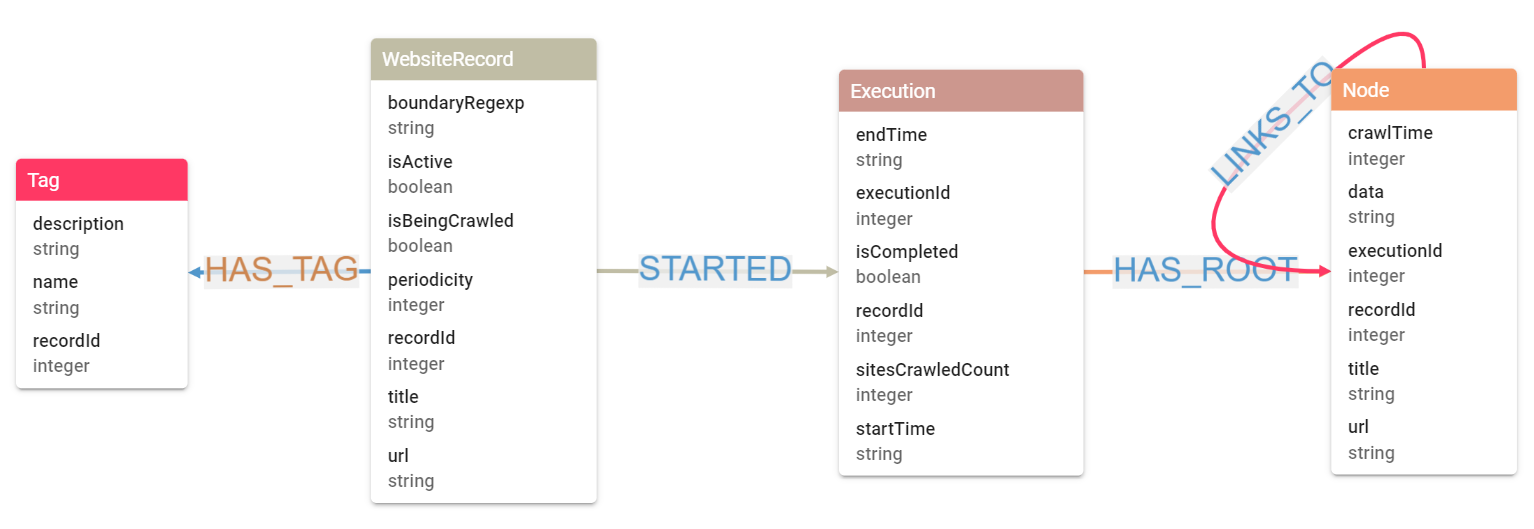 Tag
description
string
name
string
recordId
integer
HAS_TAG
WebsiteRecord
boundaryRegexp
string
isActive
boolean
isBeingCrawled
boolean
periodicity
integer
recordId
integer
title
string
url
string
STARTED
Execution
endTime
string
executionId
integer
isCompleted
boolean
recordId
integer
sitesCrawledCount
integer
startTime
string
HAS_ROOT
LINKS_TO
Node
crawlTime
integer
data
string
executionId
integer
recordId
integer
title
string
url
string